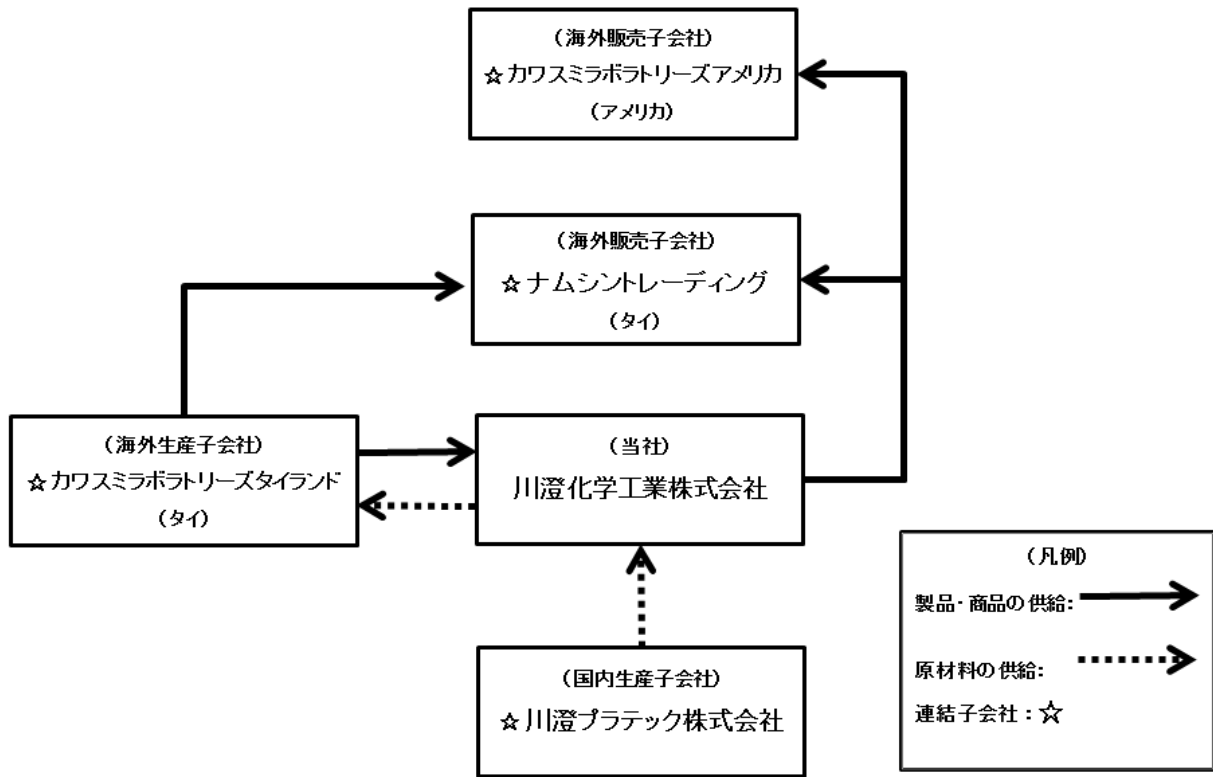 （海外販売子会社）
☆カワスミラボラトリーズアメリカ
（アメリカ）
（海外販売子会社）
☆ナムシントレーディング
（タイ）
（海外生産子会社）
☆カワスミラボラトリーズタイランド
（タイ）
（当社）
川澄化学工業株式会社
（国内生産子会社）
☆川澄プラテック株式会社
（凡例）
製品・商品の供給:
原材料の供給:
連結子会社：☆